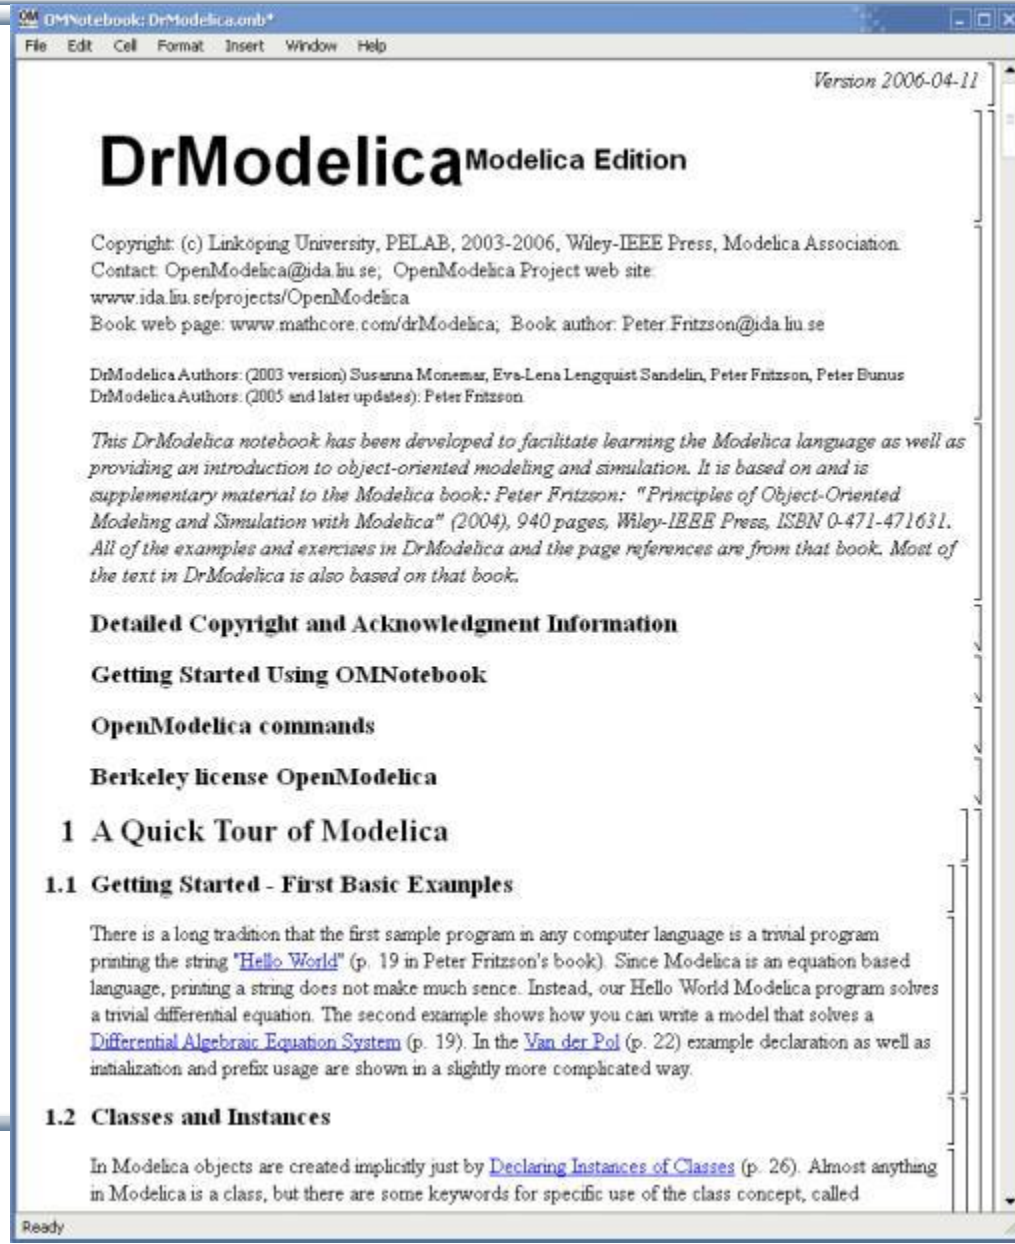 OMNotebook: DrModelica.onb*
File Edit Cell Format Insert Window Help
Version 2006-04-11
DrModelica Modelica Edition
Copyright: (c) Linköping University, PELAB, 2003-2006, Wiley-IEEE Press, Modelica Association.
Contact: OpenModelica@ida.liu.se; OpenModelica Project web site:
www.ida.liu.se/projects/OpenModelica
Book web page: www.mathcore.com/drModelica; Book author: Peter.Fritzson@ida.liu.se
DrModelica Authors: (2003 version) Susanna Monemar, Eva-Lena Lengquist Sandelin, Peter Fritzson, Peter Bunus
DrModelica Authors: (2005 and later updates): Peter Fritzson
This DrModelica notebook has been developed to facilitate learning the Modelica language as well as
providing an introduction to object-oriented modeling and simulation. It is based on and is
supplementary material to the Modelica book: Peter Fritzson: "Principles of Object-Oriented
Modeling and Simulation with Modelica" (2004), 940 pages, Wiley-IEEE Press, ISBN 0-471-471631.
All of the examples and exercises in DrModelica and the page references are from that book. Most of
the text in DrModelica is also based on that book.
Detailed Copyright and Acknowledgment Information
Getting Started Using OMNotebook
OpenModelica commands
Berkeley license OpenModelica
1 A Quick Tour of Modelica
1.1 Getting Started - First Basic Examples
There is a long tradition that the first sample program in any computer language is a trivial program
printing the string "Hello World" (p. 19 in Peter Fritzson's book). Since Modelica is an equation based
language, printing a string does not make much sence. Instead, our Hello World Modelica program solves
a trivial differential equation. The second example shows how you can write a model that solves a
Differential Algebraic Equation System (p. 19). In the Van der Pol (p. 22) example declaration as well as
initialization and prefix usage are shown in a slightly more complicated way.
1.2 Classes and Instances
In Modelica objects are created implicitly just by Declaring Instances of Classes (p. 26). Almost anything
in Modelica is a class, but there are some keywords for specific use of the class concept, called
Ready